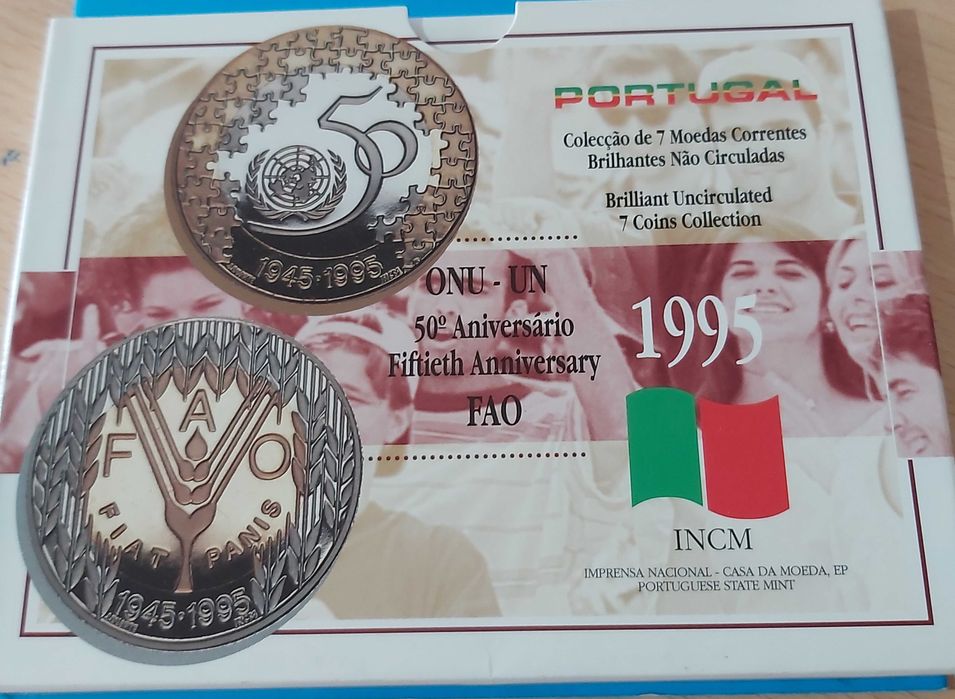 PORTUGAL
Colecção de 7 Moedas Correntes
Brilhantes Não Circuladas
Brilliant Uncirculated
7 Coins Collection
50
1945·1995
ONU - UN
50º Aniversário
Fiftieth Anniversary
FAO
1995
F A O
FIAT PANIS
1945·1995
INCM
IMPRENSA NACIONAL - CASA DA MOEDA, EP
PORTUGUESE STATE MINT